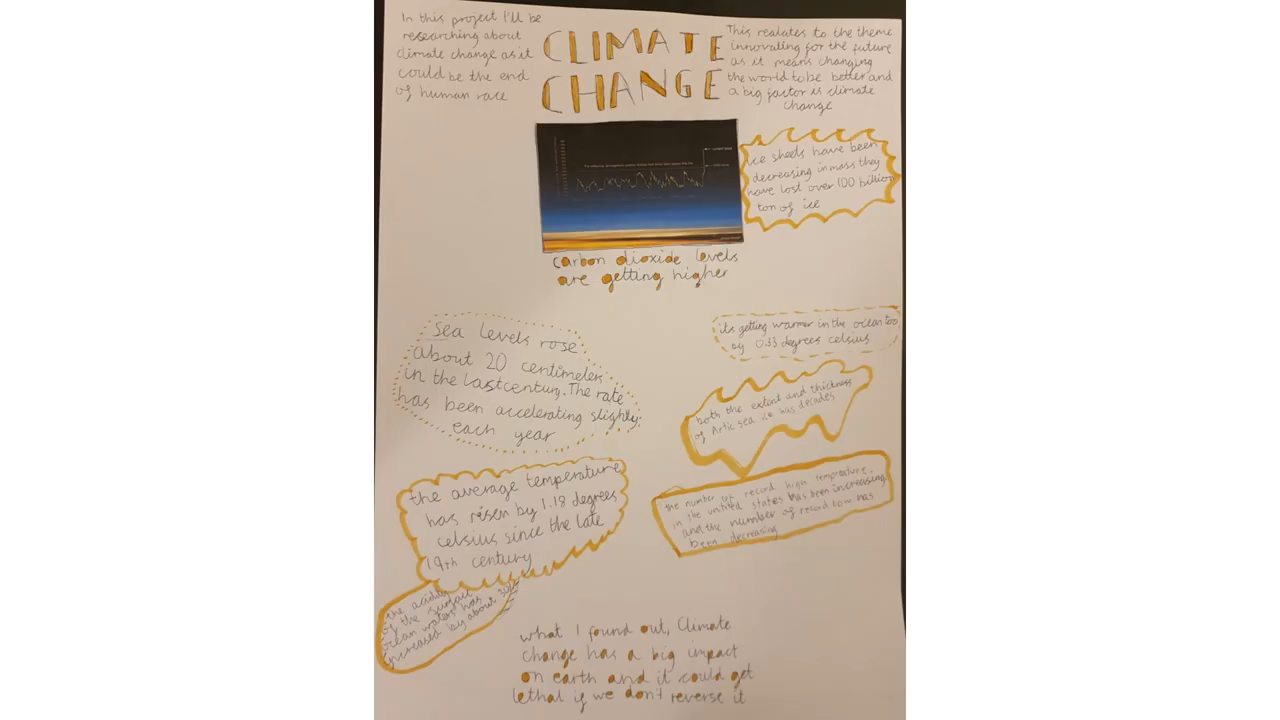 In this project I'll be
researching about
climate change as it
could be the end
of human race
CLIMATE
CHANGE
This realates to the theme
innovating for the future
as it means changing
the world to be better and
a big factor is climate
change
ice sheets have been
decreasing in mass they
have lost over 100 billion
ton of ice
carbon dioxide levels
are getting higher
Sea levels rose
about 20 centimeters
in the last century. The rate
has been accelerating slightly
each year
its getting warmer in the ocean too
by 0.33 degrees celsius
both the extent and thickness
of Artic sea ice has decades
the average temperature
has risen by 1.18 degrees
celsius since the late
19th century
the number of record high tempreature
in the unitied states has been increasing
and the number of record low has
been decreasing
the acidity
of the surface
ocean waters has
increased by about 30%
what I found out, Climate
change has a big impact
on earth and it could get
lethal if we don't reverse it